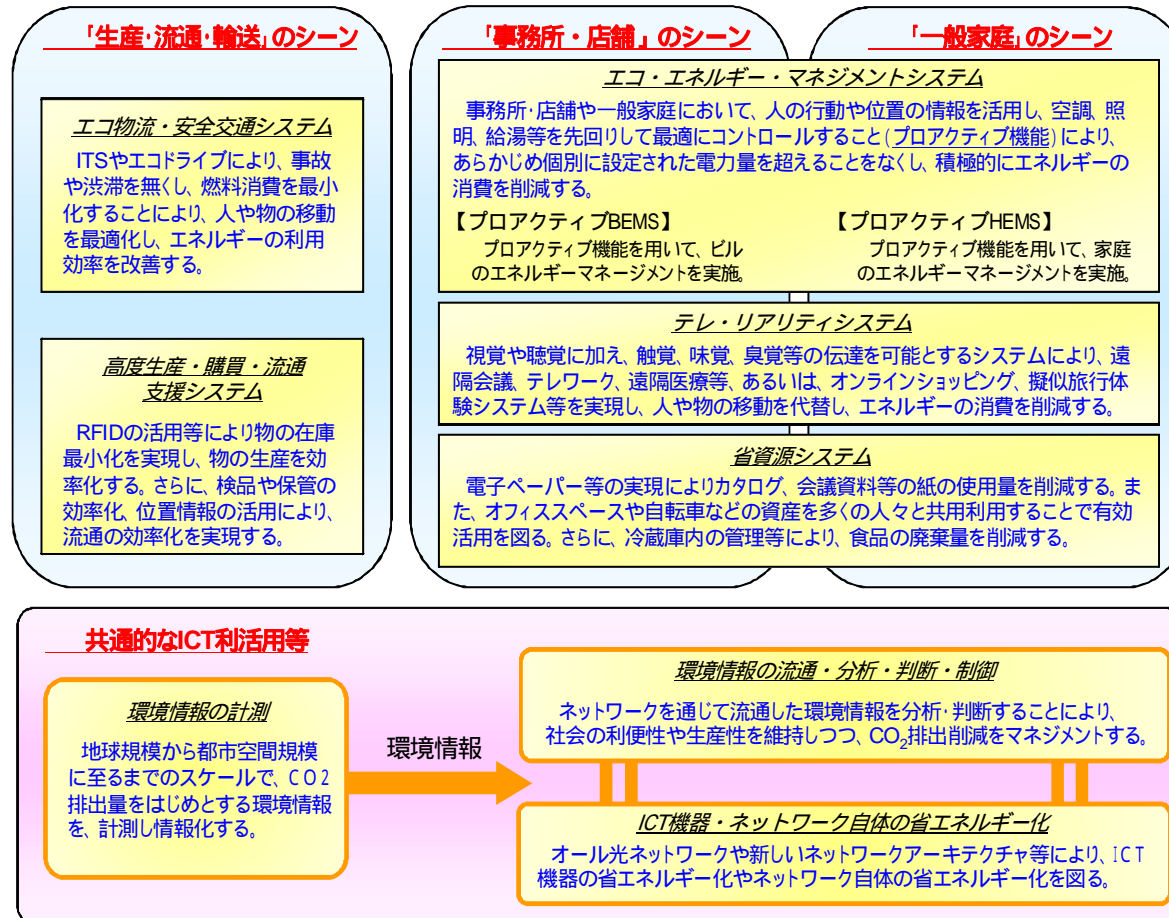 「生産・流通・輸送」のシーン
エコ物流・安全交通システム
ITSやエコドライブにより、事故
や渋滞を無くし、燃料消費を最小
化することにより、人や物の移動
を最適化し、エネルギーの利用
効率を改善する。
高度生産・購買・流通
支援システム
RFIDの活用等により物の在庫
最小化を実現し、物の生産を効
率化する。さらに、検品や保管の
効率化、位置情報の活用により、
流通の効率化を実現する。
「事務所・店舗」のシーン
「一般家庭」のシーン
エコ・エネルギー・マネジメントシステム
事務所・店舗や一般家庭において、人の行動や位置の情報を活用し、空調、照
明、給湯等を先回りして最適にコントロールすること(プロアクティブ機能)により、
あらかじめ個別に設定された電力量を超えることをなくし、積極的にエネルギーの
消費を削減する。
【プロアクティブBEMS】
プロアクティブ機能を用いて、ビル
のエネルギーマネージメントを実施。
【プロアクティブHEMS】
プロアクティブ機能を用いて、家庭
のエネルギーマネージメントを実施。
テレ・リアリティシステム
視覚や聴覚に加え、触覚、味覚、臭覚等の伝達を可能とするシステムにより、遠
隔会議、テレワーク、遠隔医療等、あるいは、オンラインショッピング、擬似旅行体
験システム等を実現し、人や物の移動を代替し、エネルギーの消費を削減する。
省資源システム
電子ペーパー等の実現によりカタログ、会議資料等の紙の使用量を削減する。ま
た、オフィススペースや自転車などの資産を多くの人々と共用利用することで有効
活用を図る。さらに、冷蔵庫内の管理等により、食品の廃棄量を削減する。
共通的なICT利活用等
環境情報の計測
地球規模から都市空間規模
に至るまでのスケールで、CO2
排出量をはじめとする環境情報
を、計測し情報化する。
環境情報
環境情報の流通・分析・判断・制御
ネットワークを通じて流通した環境情報を分析・判断することにより、
社会の利便性や生産性を維持しつつ、CO₂排出削減をマネジメントする。
ICT機器・ネットワーク自体の省エネルギー化
オール光ネットワークや新しいネットワークアーキテクチャ等により、ICT
機器の省エネルギー化やネットワーク自体の省エネルギー化を図る。